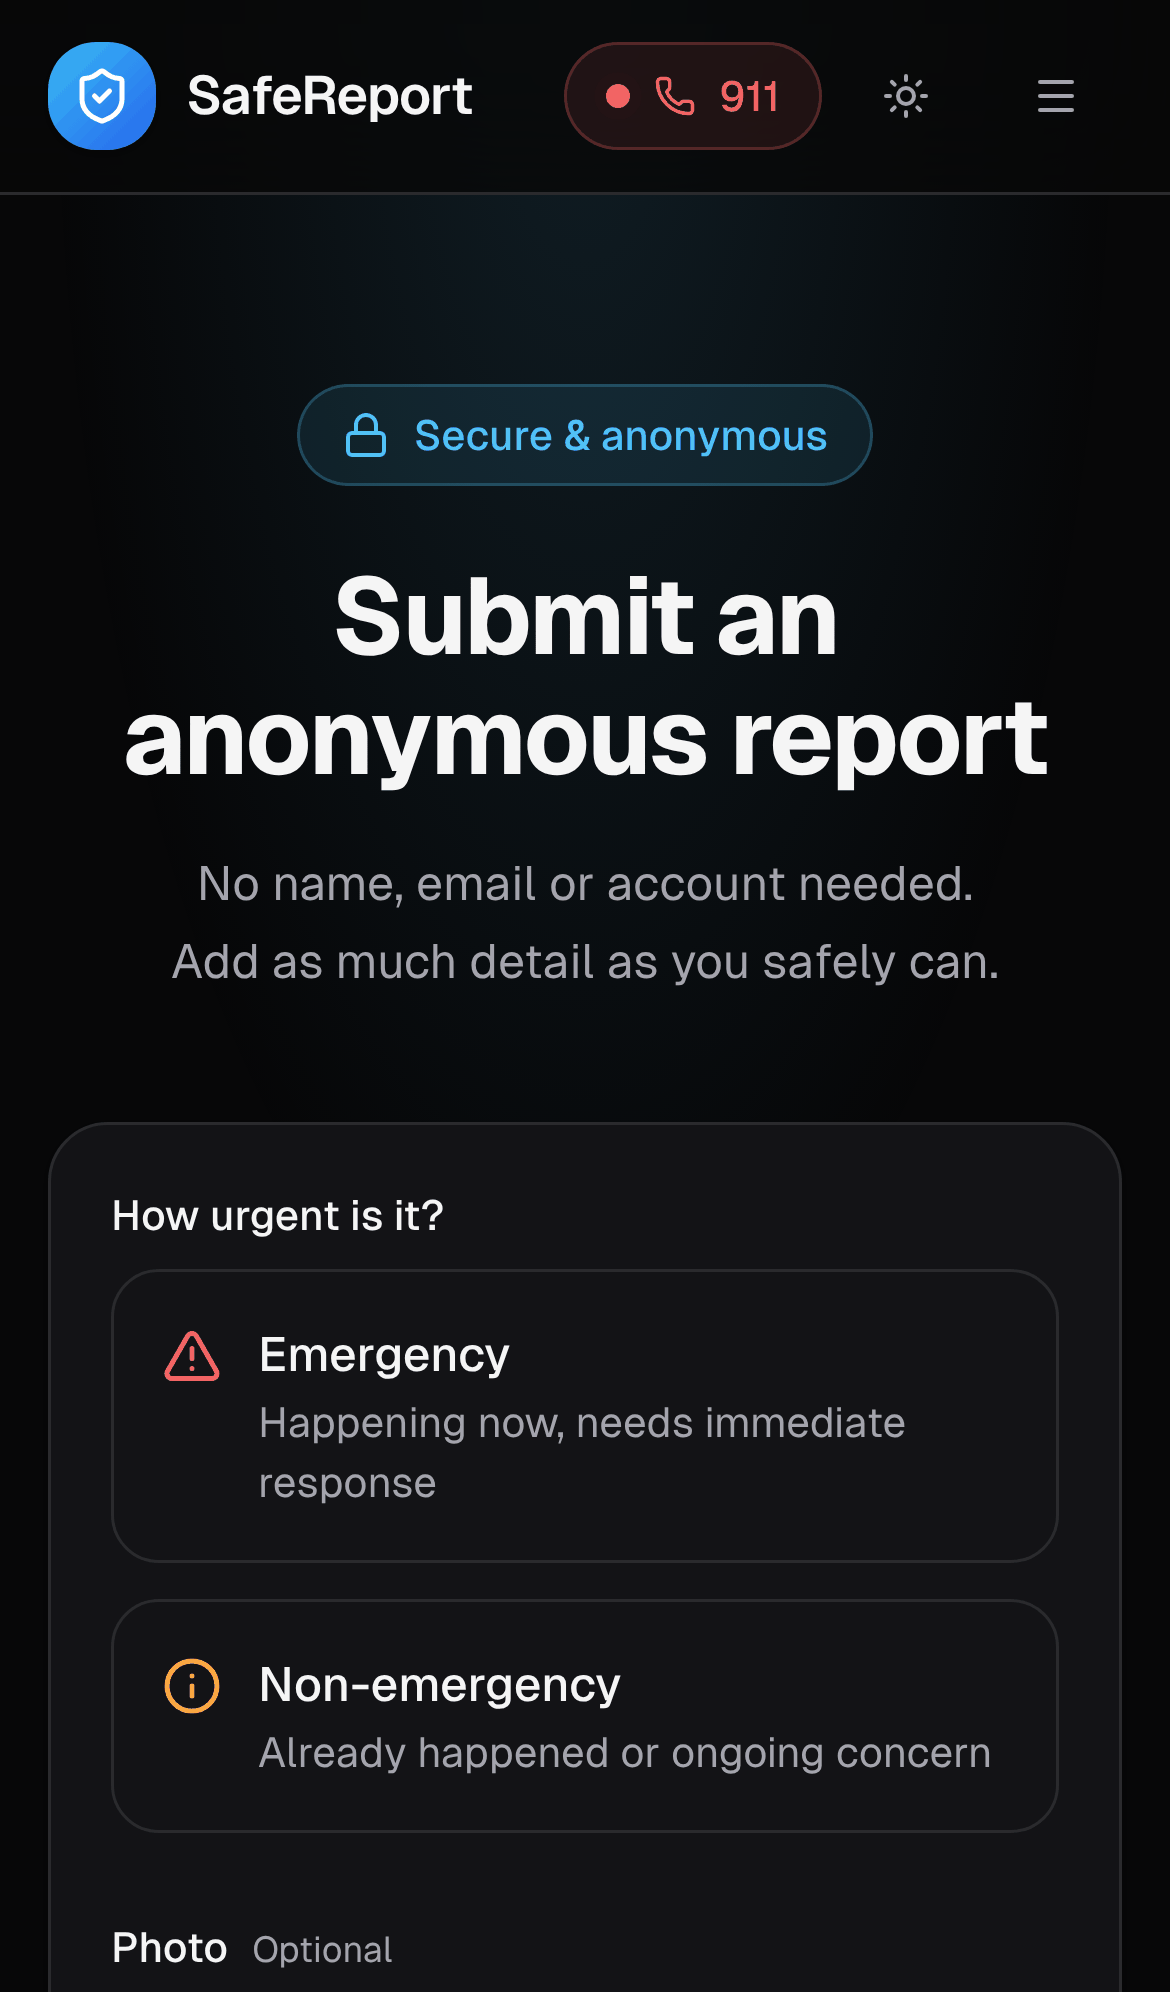 SafeReport
911
Secure & anonymous
Submit an
anonymous report
No name, email or account needed.
Add as much detail as you safely can.
How urgent is it?
Emergency
Happening now, needs immediate
response
Non-emergency
Already happened or ongoing concern
Photo Optional